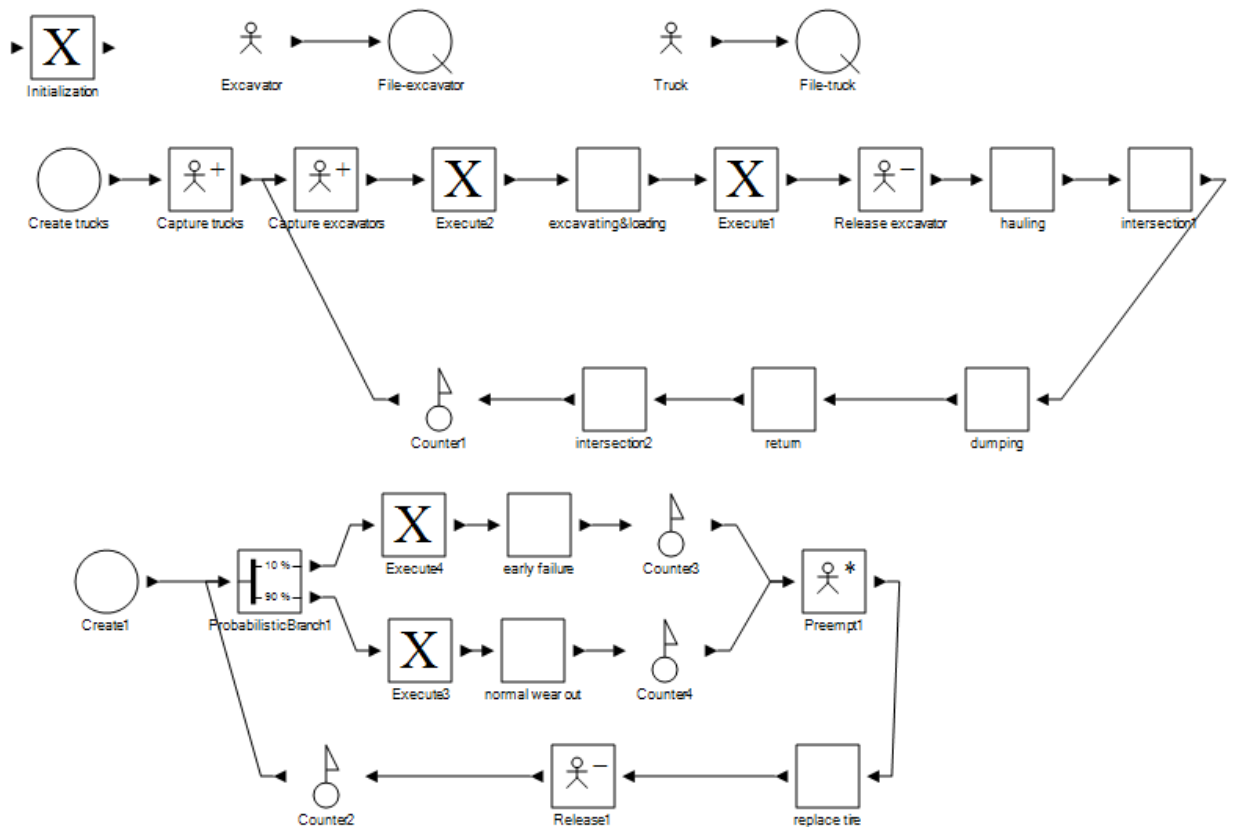 X
Initialization
Excavator
File-excavator
Truck
File-truck
Create trucks
+
Capture trucks
+
Capture excavators
X
Execute2
excavating&loading
X
Execute1
−
Release excavator
hauling
intersection1
Counter1
intersection2
return
dumping
Create1
10 %
90 %
ProbabilisticBranch1
X
Execute4
early failure
Counter3
*
Preempt1
X
Execute3
normal wear out
Counter4
Counter2
−
Release1
replace tire